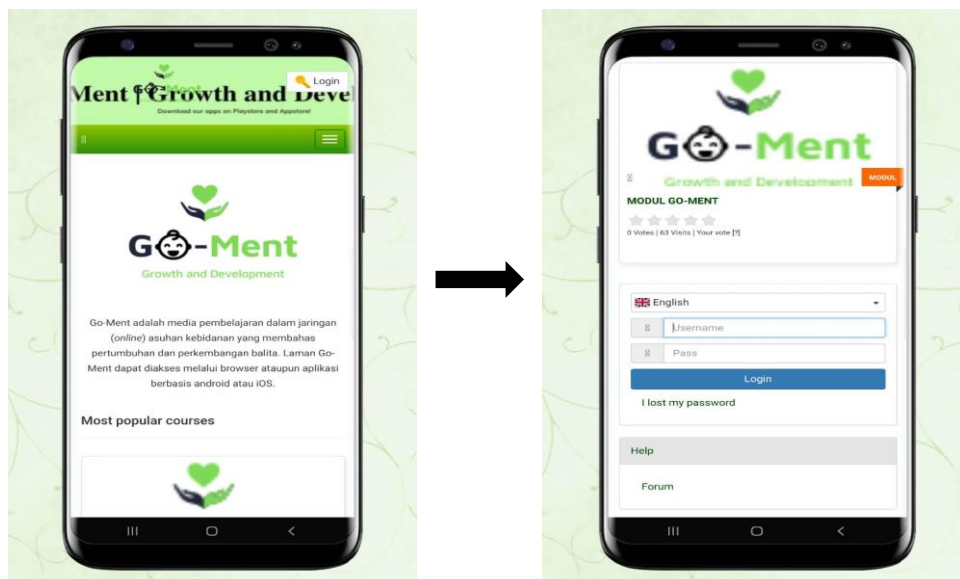 Login
Ment | Growth and Deve
Download our apps on Playstore and Appstore!
Go-Ment
Growth and Development
Go-Ment adalah media pembelajaran dalam jaringan
(online) asuhan kebidanan yang membahas
pertumbuhan dan perkembangan balita. Laman Go-
Ment dapat diakses melalui browser ataupun aplikasi
berbasis android atau iOS.
Most popular courses
Go-Ment
Growth and Development
MODUL
MODUL GO-MENT
0 Votes | 63 Visits | Your vote [?]
English
Username
Pass
Login
I lost my password
Help
Forum